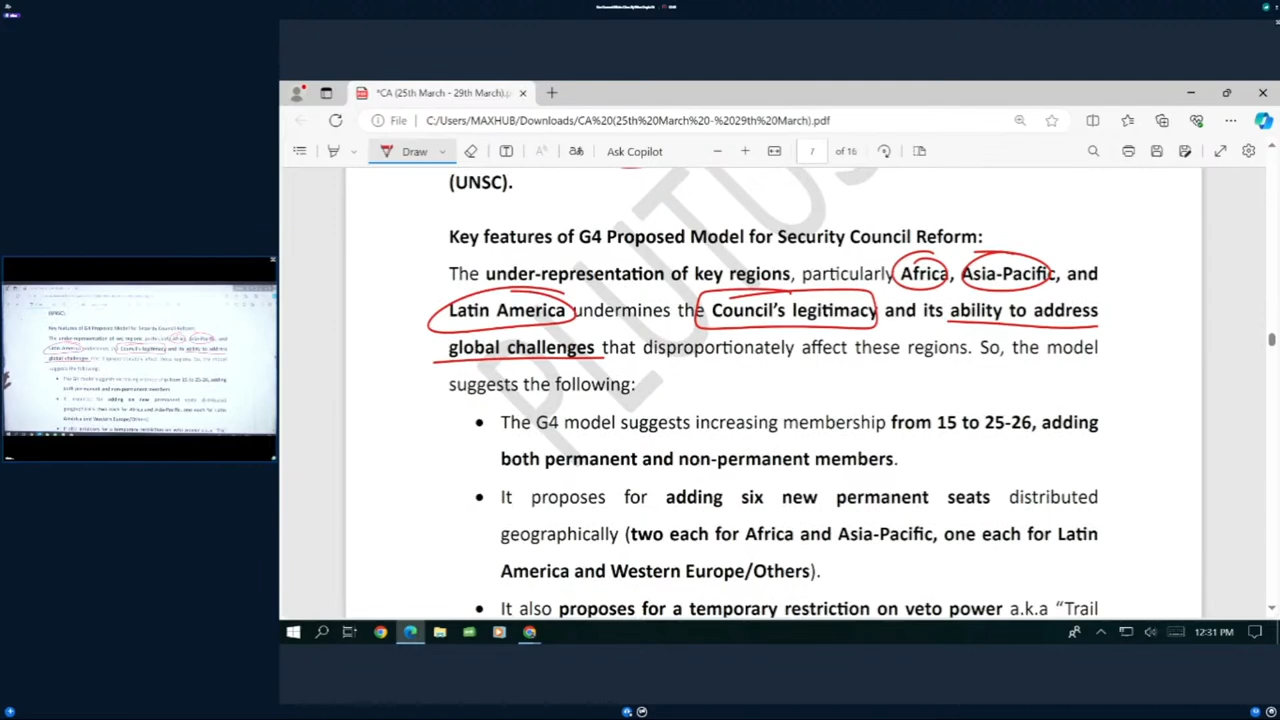 *CA (25th March - 29th March).pdf
File
C:/Users/MAXHUB/Downloads/CA%20(25th%20March%20-%2029th%20March).pdf
Draw
Ask Copilot
7
of 16
(UNSC).
Key features of G4 Proposed Model for Security Council Reform:
The under-representation of key regions, particularly Africa, Asia-Pacific, and
Latin America undermines the Council's legitimacy and its ability to address
global challenges that disproportionately affect these regions. So, the model
suggests the following:
• The G4 model suggests increasing membership from 15 to 25-26, adding
both permanent and non-permanent members.
• It proposes for adding six new permanent seats distributed
geographically (two each for Africa and Asia-Pacific, one each for Latin
America and Western Europe/Others).
• It also proposes for a temporary restriction on veto power a.k.a “Trail
12:31 PM